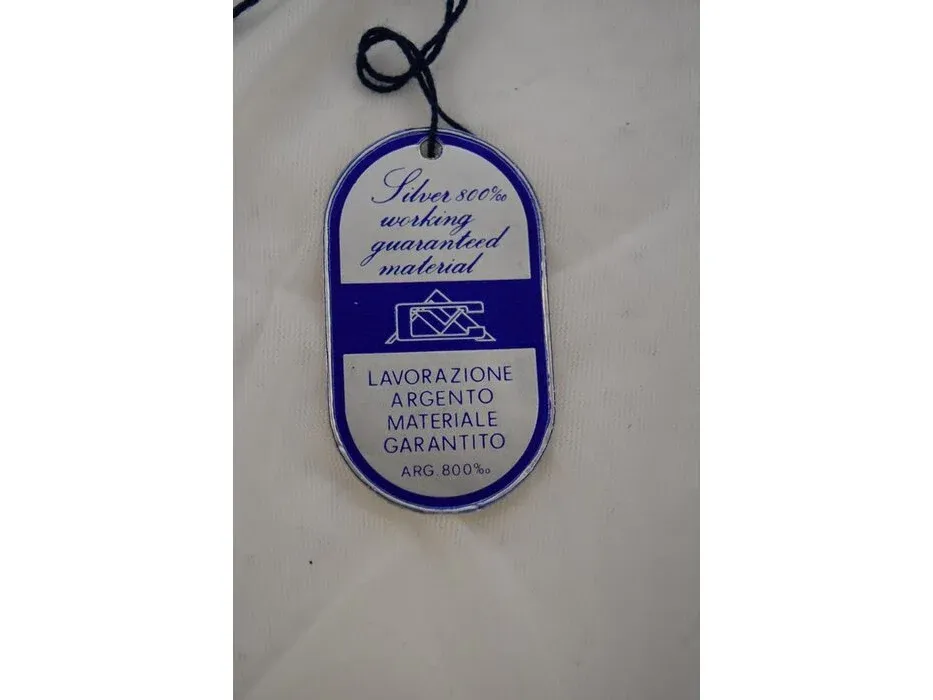 Silver 800‰
working
guaranteed
material
LAVORAZIONE
ARGENTO
MATERIALE
GARANTITO
ARG. 800‰